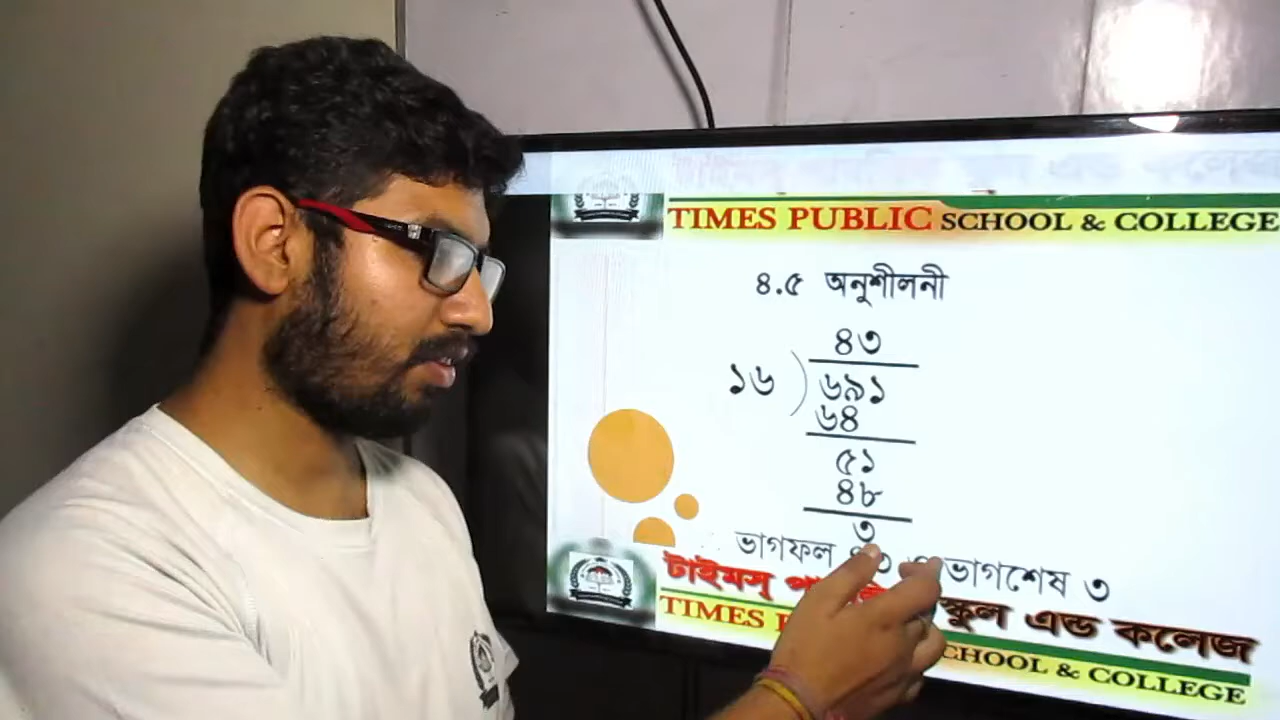 TIMES PUBLIC SCHOOL & COLLEGE
৪.৫ অনুশীলনী
৪৩
১৬ ) ৬৯১
৬৪
৫১
৪৮
৩
ভাগফল ভাগশেষ ৩
টাইমস্ স্কুল এন্ড কলেজ
TIMES SCHOOL & COLLEGE